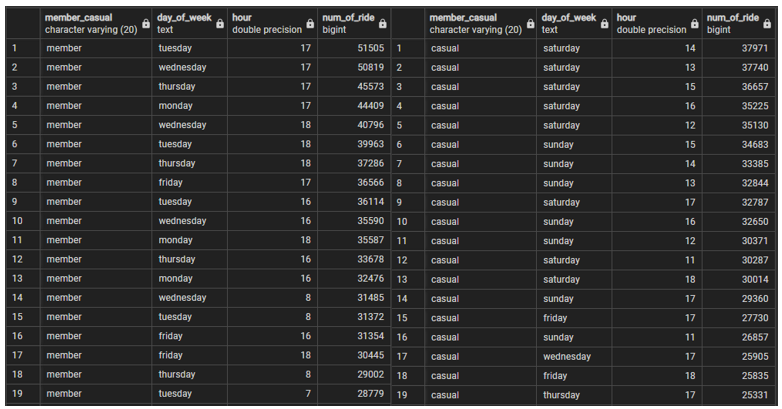 member_casual day_of_week hour num_of_ride member_casual day_of_week hour num_of_ride
character varying (20) text double precision bigint character varying (20) text double precision bigint
1 member tuesday 17 51505 1 casual saturday 14 37971
2 member wednesday 17 50819 2 casual saturday 13 37740
3 member thursday 17 45573 3 casual saturday 15 36657
4 member monday 17 44409 4 casual saturday 16 35225
5 member wednesday 18 40796 5 casual saturday 12 35130
6 member tuesday 18 39963 6 casual sunday 15 34683
7 member thursday 18 37286 7 casual sunday 14 33385
8 member friday 17 36566 8 casual sunday 13 32844
9 member tuesday 16 36114 9 casual saturday 17 32787
10 member wednesday 16 35590 10 casual sunday 16 32650
11 member monday 18 35587 11 casual sunday 12 30371
12 member thursday 16 33678 12 casual saturday 11 30287
13 member monday 16 32476 13 casual saturday 18 30014
14 member wednesday 8 31485 14 casual sunday 17 29360
15 member tuesday 8 31372 15 casual friday 17 27730
16 member friday 16 31354 16 casual sunday 11 26857
17 member friday 18 30445 17 casual wednesday 17 25905
18 member thursday 8 29002 18 casual friday 18 25835
19 member tuesday 7 28779 19 casual thursday 17 25331